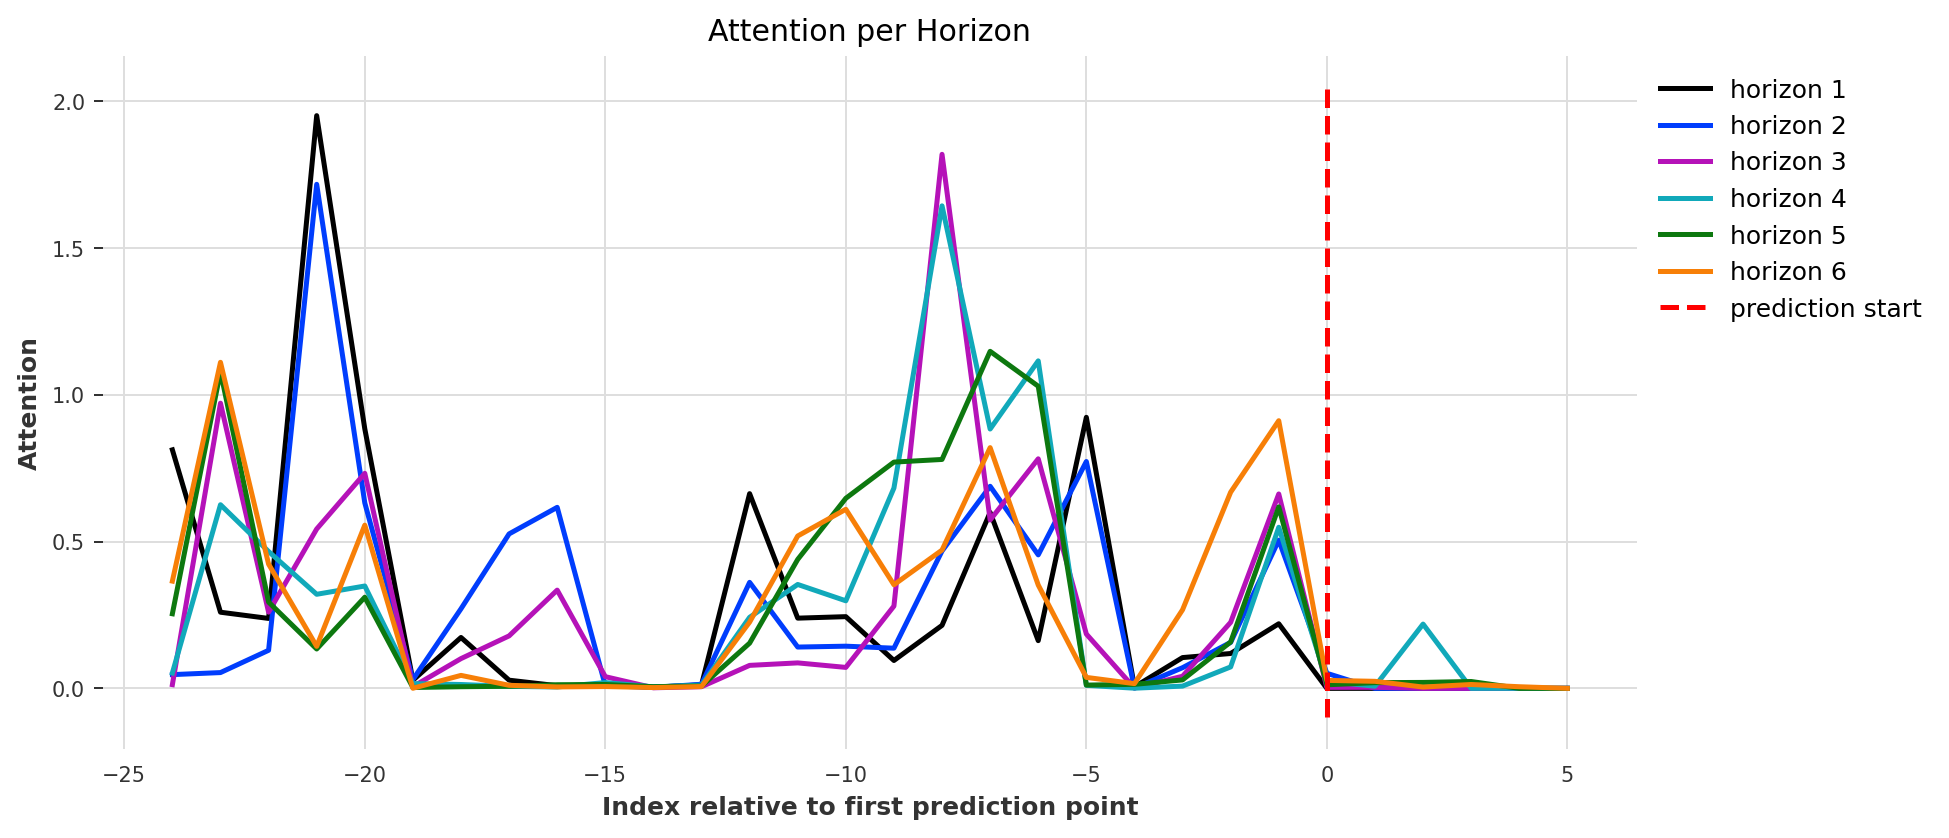 Attention per Horizon
2.0
1.5
1.0
0.5
0.0
Attention
−25
−20
−15
−10
−5
0
5
Index relative to first prediction point
horizon 1
horizon 2
horizon 3
horizon 4
horizon 5
horizon 6
prediction start